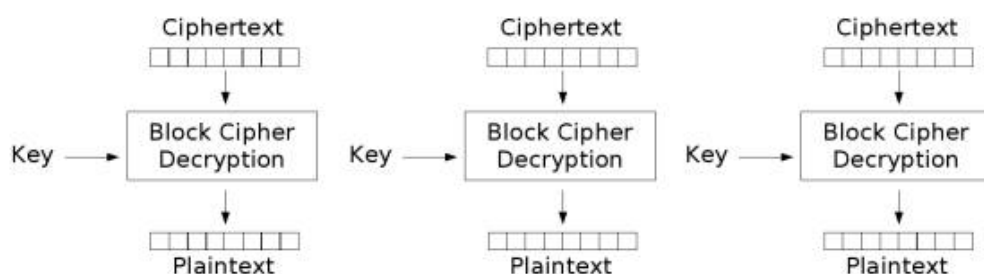 Ciphertext Ciphertext Ciphertext
Key Block Cipher Decryption Key Block Cipher Decryption Key Block Cipher Decryption
Plaintext Plaintext Plaintext